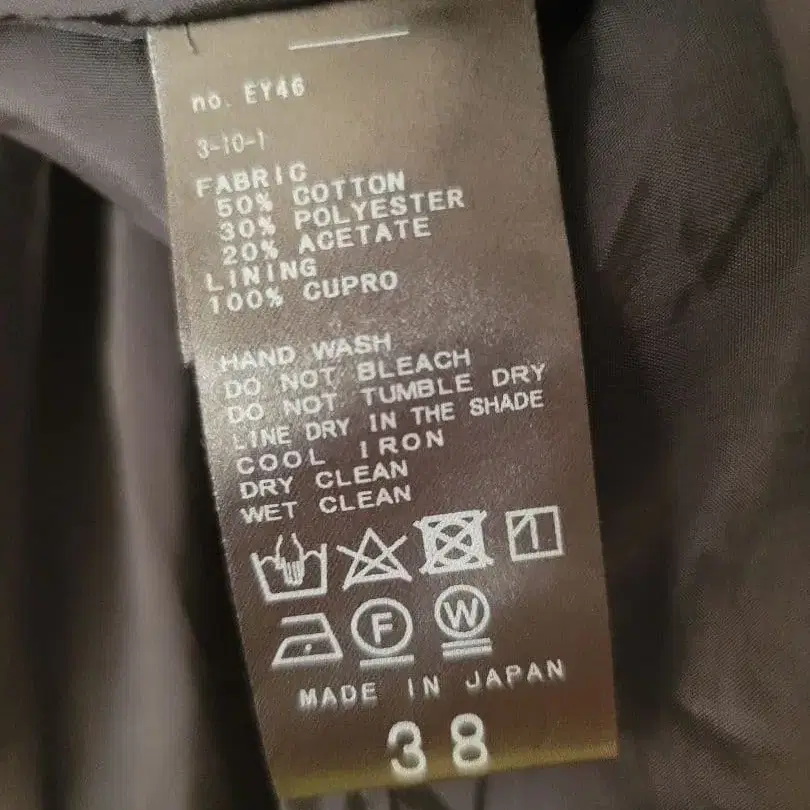 no. EY46
3-10-1
FABRIC
50% COTTON
30% POLYESTER
20% ACETATE
LINING
100% CUPRO
HAND WASH
DO NOT BLEACH
DO NOT TUMBLE DRY
LINE DRY IN THE SHADE
COOL IRON
DRY CLEAN
WET CLEAN
F W
MADE IN JAPAN
38